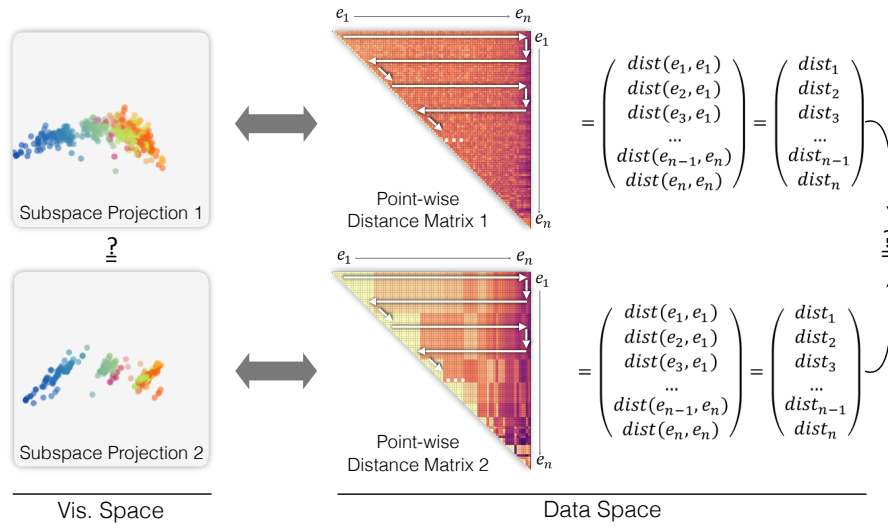 e₁ eₙ
e₁
Subspace Projection 1
Point-wise
Distance Matrix 1
eₙ
= ( dist(e₁, e₁) ) = ( dist₁ )
dist(e₂, e₁) dist₂
dist(e₃, e₁) dist₃
... ...
dist(eₙ₋₁, eₙ) distₙ₋₁
dist(eₙ, eₙ) distₙ
≟
≟
e₁ eₙ
e₁
Subspace Projection 2
Point-wise
Distance Matrix 2
eₙ
= ( dist(e₁, e₁) ) = ( dist₁ )
dist(e₂, e₁) dist₂
dist(e₃, e₁) dist₃
... ...
dist(eₙ₋₁, eₙ) distₙ₋₁
dist(eₙ, eₙ) distₙ
Vis. Space
Data Space